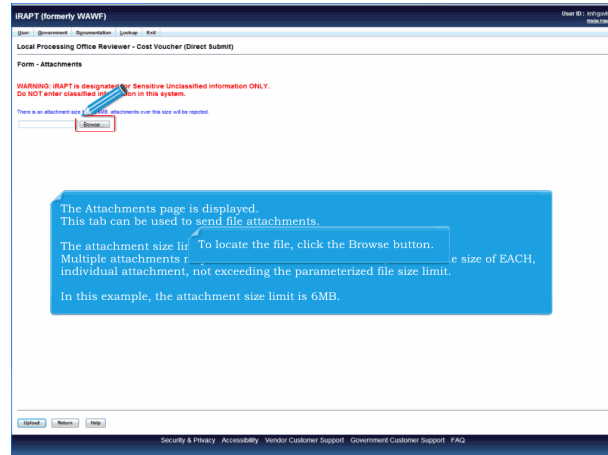 iRAPT (formerly WAWF)
User ID :
User Government Documentation Lookup Exit
Local Processing Office Reviewer - Cost Voucher (Direct Submit)
Form - Attachments
WARNING: iRAPT is designated for Sensitive Unclassified information ONLY.
Do NOT enter classified information in this system.
There is an attachment size MB, attachments over this size will be rejected.
Browse...
The Attachments page is displayed.
This tab can be used to send file attachments.
The attachment size
To locate the file, click the Browse button.
Multiple attachments size of EACH,
individual attachment, not exceeding the parameterized file size limit.
In this example, the attachment size limit is 6MB.
Upload Return Help
Security & Privacy Accessibility Vendor Customer Support Government Customer Support FAQ